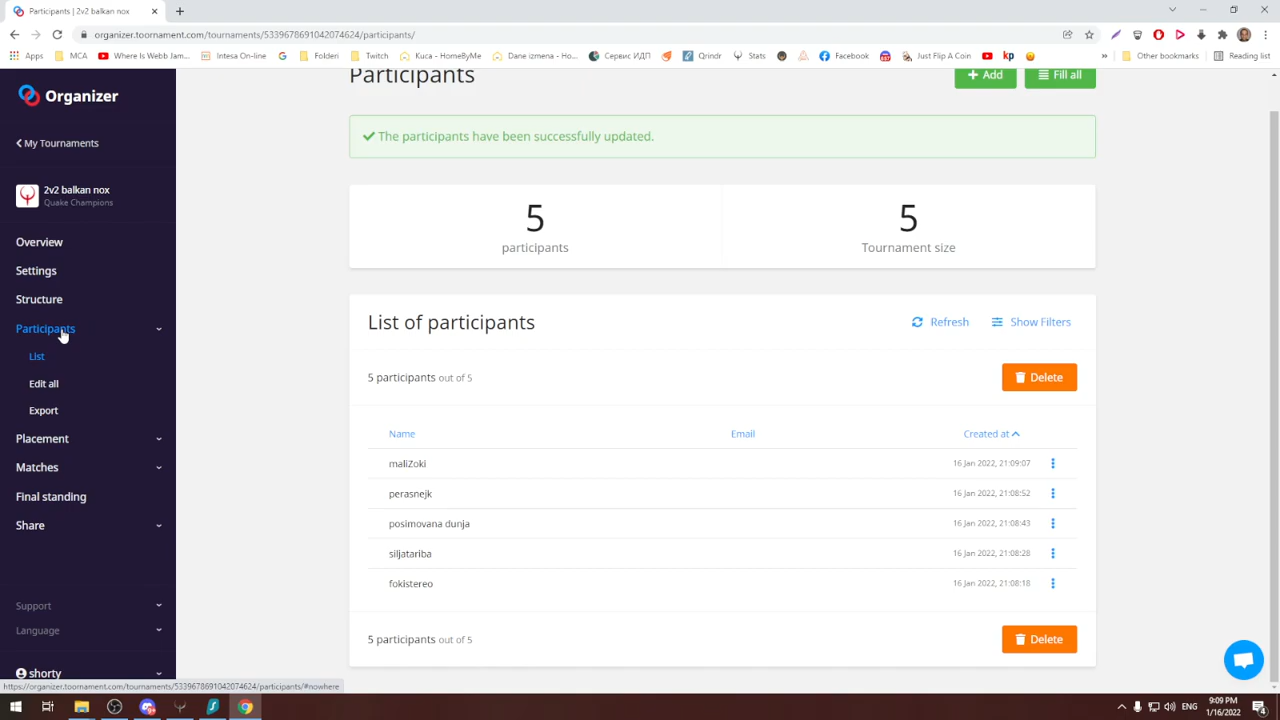 Participants | 2v2 balkan nox
organizer.toornament.com/tournaments/5339678691042074624/participants/
Apps MCA Where Is Webb Jam... Intesa On-line Folderi Twitch Kuca - HomeByMe Dane izmena - Ho... Сервис ИДП Qrindr Stats Facebook Just Flip A Coin kp Other bookmarks Reading list
Organizer
My Tournaments
2v2 balkan nox
Quake Champions
Overview
Settings
Structure
Participants
List
Edit all
Export
Placement
Matches
Final standing
Share
Support
Language
shorty
Participants
Add
Fill all
The participants have been successfully updated.
5
participants
5
Tournament size
List of participants
Refresh
Show Filters
5 participants out of 5
Delete
Name Email Created at
maliZoki 16 Jan 2022, 21:09:07
perasnejk 16 Jan 2022, 21:08:52
posimovana dunja 16 Jan 2022, 21:08:43
siljatariba 16 Jan 2022, 21:08:28
fokistereo 16 Jan 2022, 21:08:18
5 participants out of 5
Delete
https://organizer.toornament.com/tournaments/5339678691042074624/participants/#nowhere
ENG
9:09 PM
1/16/2022